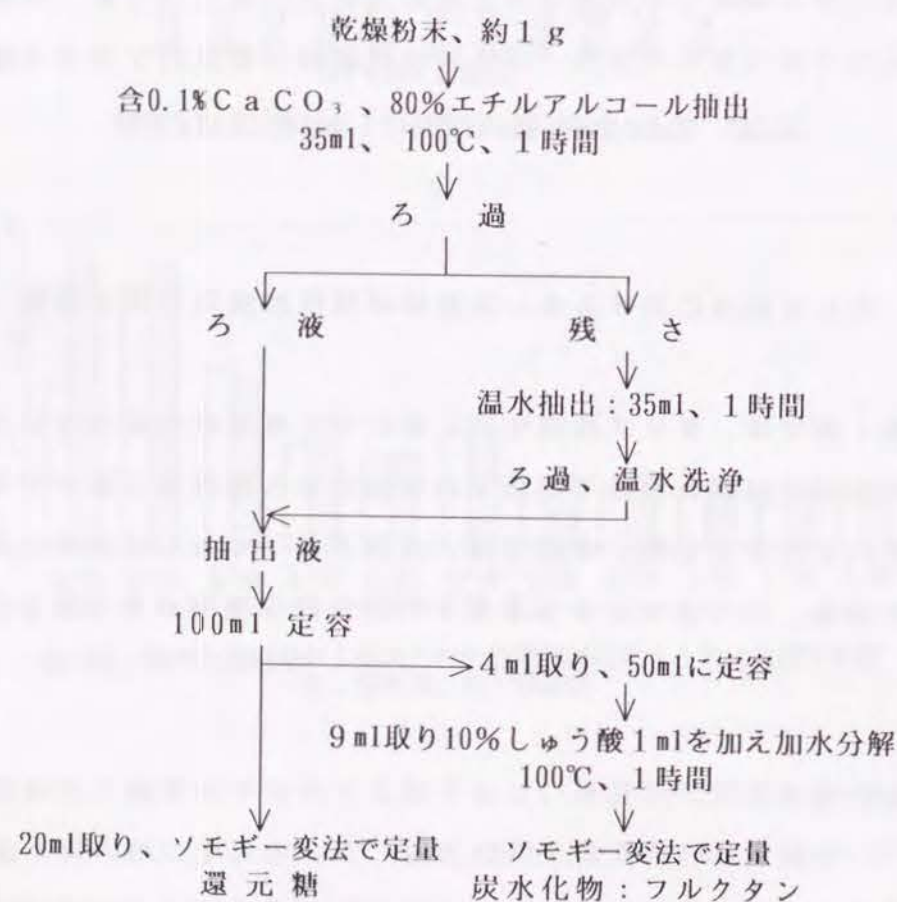 乾燥粉末、約1g
含0.1%CaCO₃、80%エチルアルコール抽出
35ml、100℃、1時間
ろ 過
ろ 液
残 さ
温水抽出:35ml、1時間
ろ過、温水洗浄
抽出液
100ml 定容
4ml取り、50mlに定容
9ml取り10%しゅう酸1mlを加え加水分解
100℃、1時間
20ml取り、ソモギー変法で定量
還元糖
ソモギー変法で定量
炭水化物:フルクタン